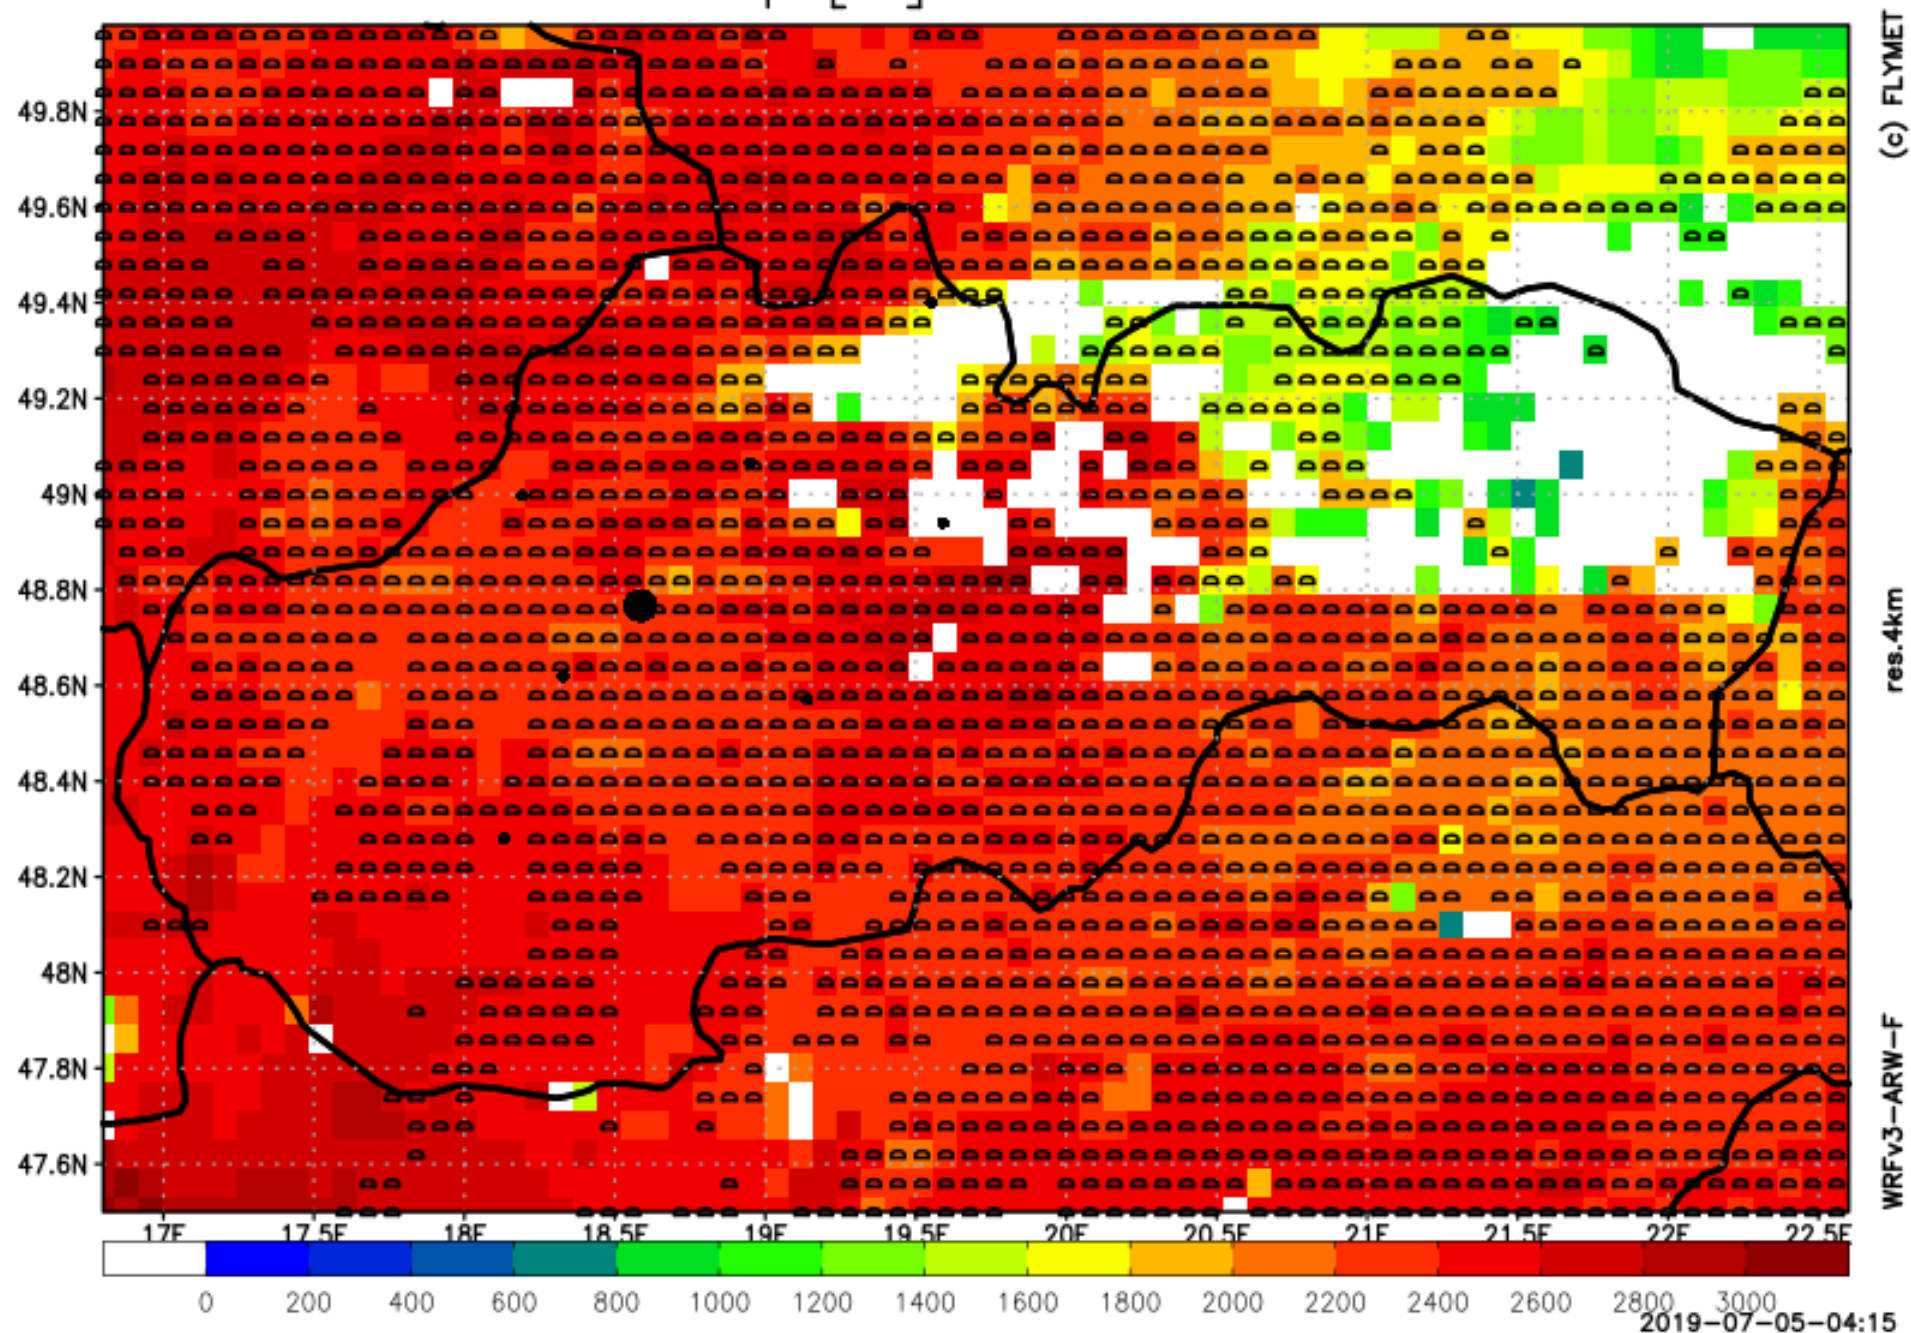 (c) FLYMET
49.8N
49.6N
49.4N
49.2N
49N
48.8N
res.4km
48.6N
48.4N
48.2N
48N
47.8N
WRFv3-ARW-F
47.6N
17E 17.5E 18E 18.5E 19E 19.5E 20E 20.5E 21E 21.5E 22E 22.5E
0 200 400 600 800 1000 1200 1400 1600 1800 2000 2200 2400 2600 2800 3000
2019-07-05-04:15